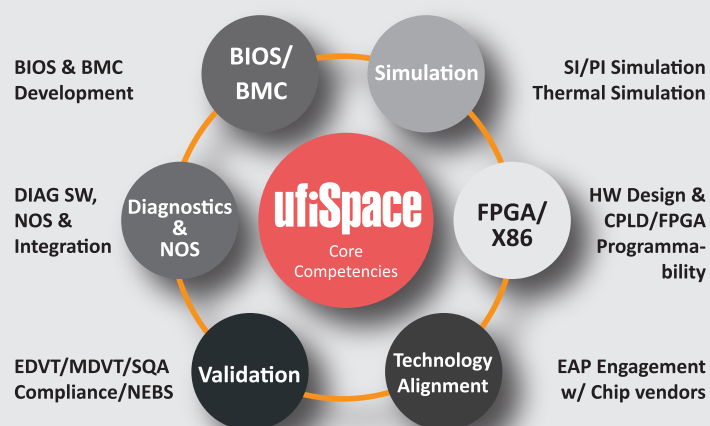 BIOS & BMC
Development
BIOS/
BMC
Simulation
SI/PI Simulation
Thermal Simulation
DIAG SW,
NOS &
Integration
Diagnostics
&
NOS
ufiSpace
Core
Competencies
FPGA/
X86
HW Design &
CPLD/FPGA
Programma-
bility
EDVT/MDVT/SQA
Compliance/NEBS
Validation
Technology
Alignment
EAP Engagement
w/ Chip vendors